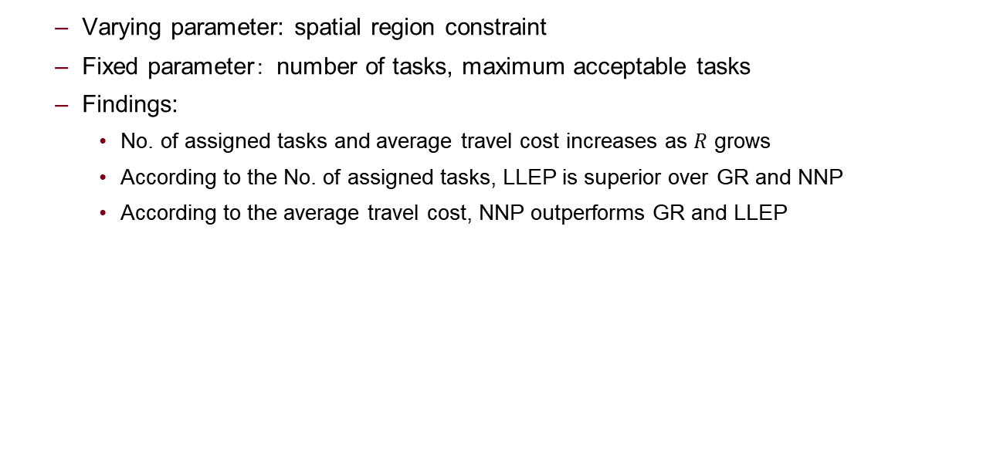 – Varying parameter: spatial region constraint
– Fixed parameter： number of tasks, maximum acceptable tasks
– Findings:
• No. of assigned tasks and average travel cost increases as R grows
• According to the No. of assigned tasks, LLEP is superior over GR and NNP
• According to the average travel cost, NNP outperforms GR and LLEP